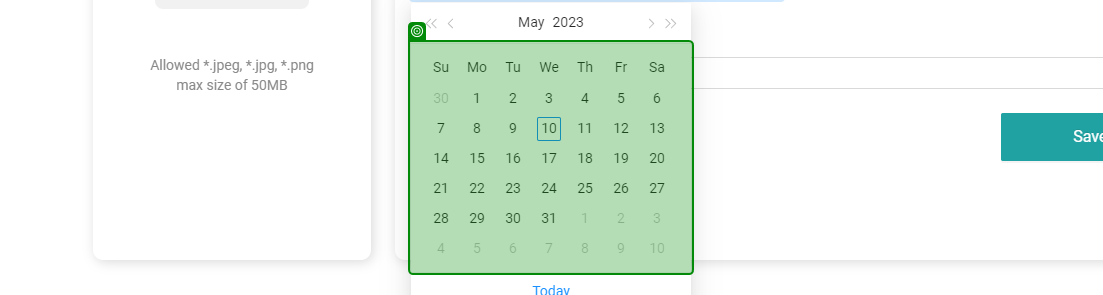 May 2023
Allowed *.jpeg, *.jpg, *.png
max size of 50MB
Su Mo Tu We Th Fr Sa
30 1 2 3 4 5 6
7 8 9 10 11 12 13
14 15 16 17 18 19 20
21 22 23 24 25 26 27
28 29 30 31 1 2 3
4 5 6 7 8 9 10
Today
Save